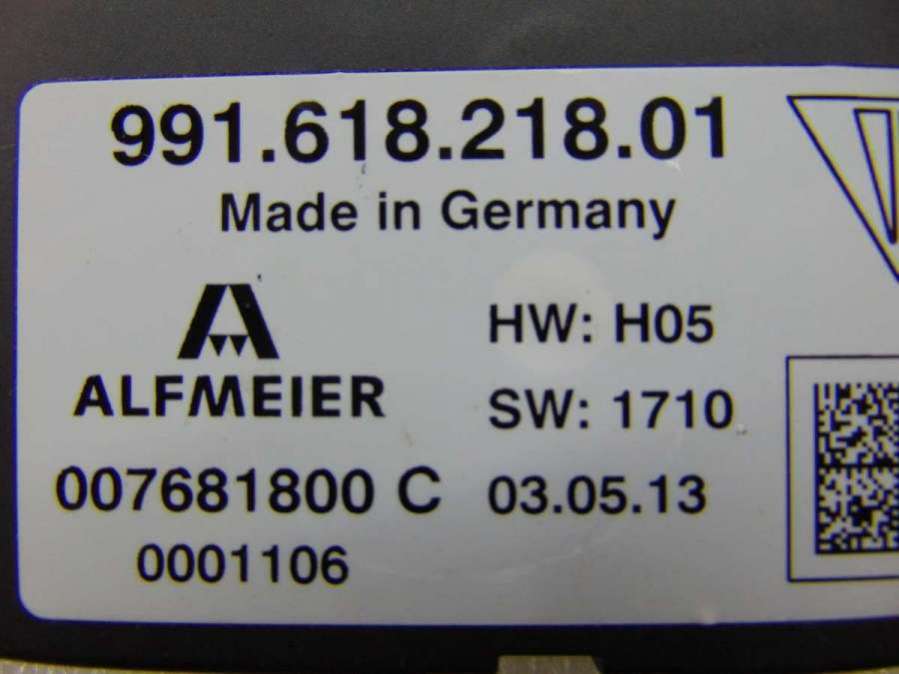 991.618.218.01
Made in Germany
ALFMEIER
HW: H05
SW: 1710
007681800 C
03.05.13
0001106